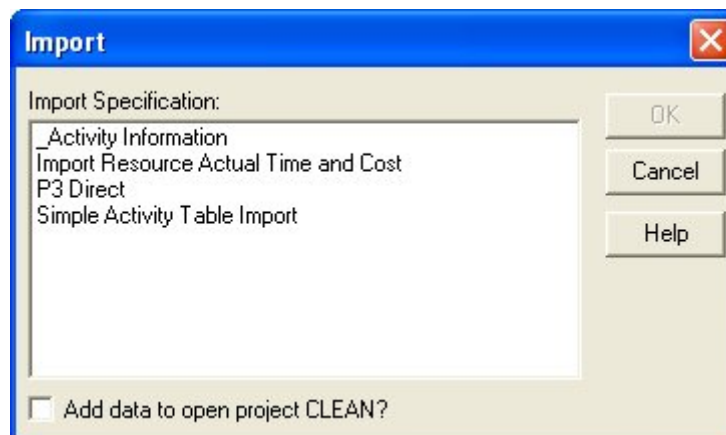 Import
Import Specification:
_Activity Information
Import Resource Actual Time and Cost
P3 Direct
Simple Activity Table Import
OK
Cancel
Help
Add data to open project CLEAN?